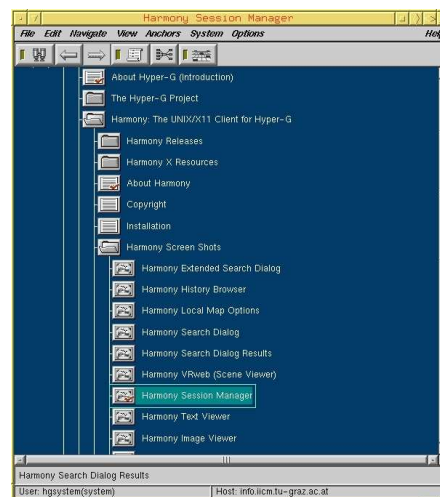 Harmony Session Manager
File Edit Navigate View Anchors System Options Hel
About Hyper-G (Introduction)
The Hyper-G Project
Harmony: The UNIX/X11 Client for Hyper-G
Harmony Releases
Harmony X Resources
About Harmony
Copyright
Installation
Harmony Screen Shots
Harmony Extended Search Dialog
Harmony History Browser
Harmony Local Map Options
Harmony Search Dialog
Harmony Search Dialog Results
Harmony VRweb (Scene Viewer)
Harmony Session Manager
Harmony Text Viewer
Harmony Image Viewer
Harmony Search Dialog Results
User: hgsystem(system) Host: info.iicm.tu-graz.ac.at